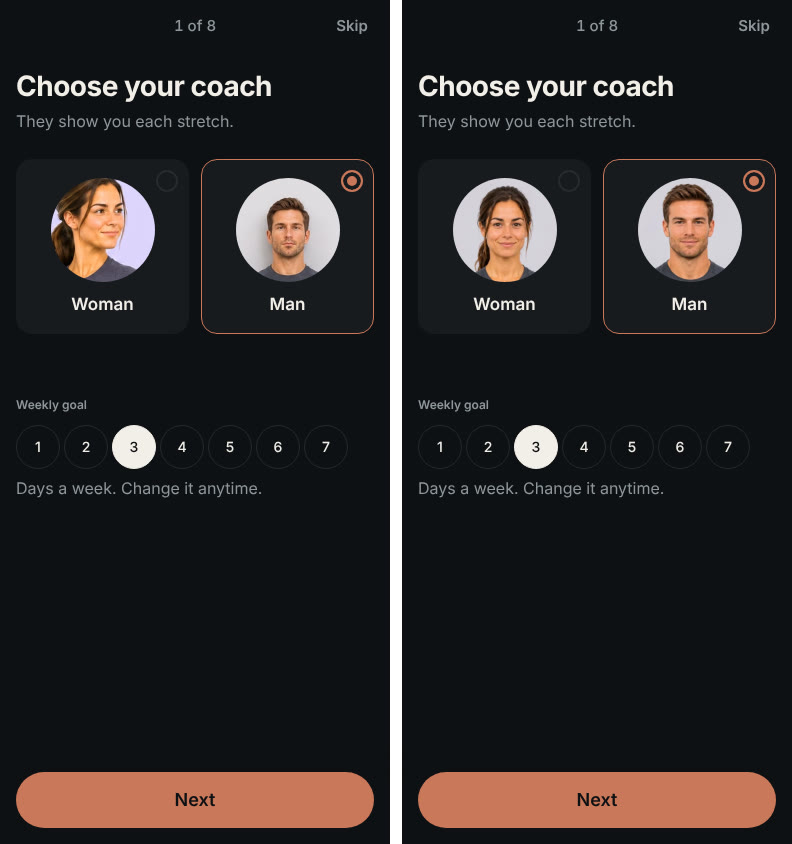 1 of 8
Skip
Choose your coach
They show you each stretch.
Woman
Man
Weekly goal
1 2 3 4 5 6 7
Days a week. Change it anytime.
Next
1 of 8
Skip
Choose your coach
They show you each stretch.
Woman
Man
Weekly goal
1 2 3 4 5 6 7
Days a week. Change it anytime.
Next